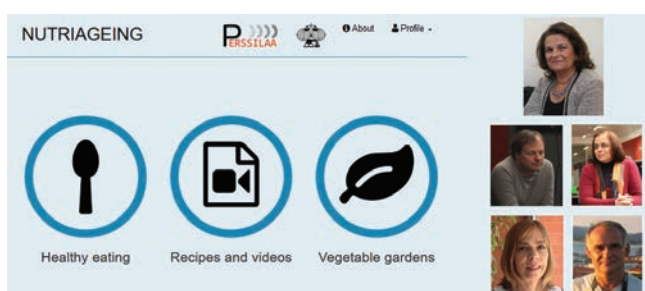 NUTRIAGEING
PERSSILAA
About
Profile
Healthy eating
Recipes and videos
Vegetable gardens